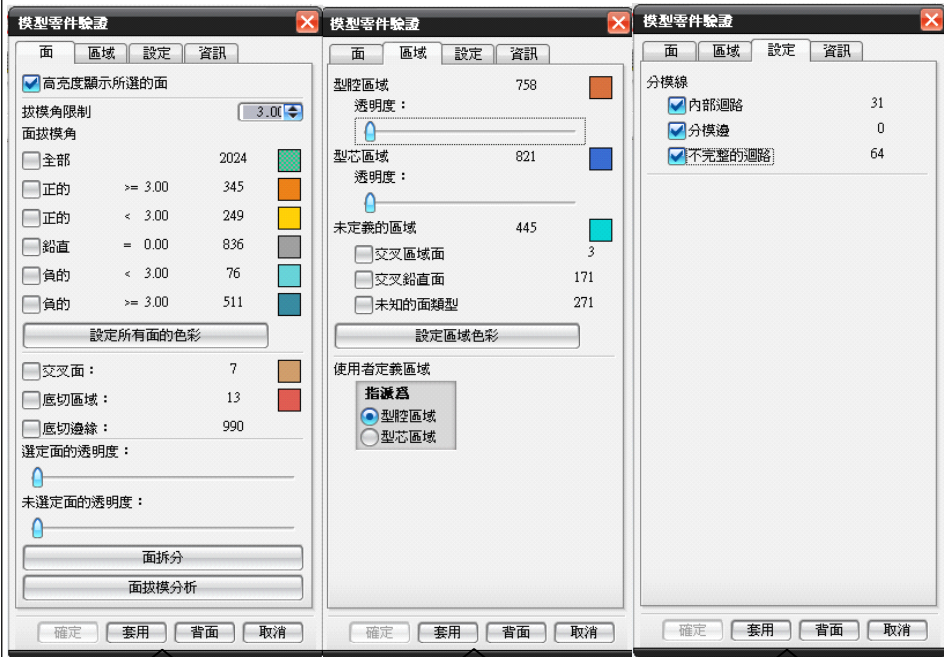 模型零件驗證
面 區域 設定 資訊
高亮度顯示所選的面
拔模角限制 3.00
面拔模角
全部 2024
正的 >= 3.00 345
正的 < 3.00 249
鉛直 = 0.00 836
負的 < 3.00 76
負的 >= 3.00 511
設定所有面的色彩
交叉面： 7
底切區域： 13
底切邊緣： 990
選定面的透明度：
未選定面的透明度：
面拆分
面拔模分析
確定 套用 背面 取消
模型零件驗證
面 區域 設定 資訊
型腔區域 758
透明度：
型芯區域 821
透明度：
未定義的區域 445
交叉區域面 3
交叉鉛直面 171
未知的面類型 271
設定區域色彩
使用者定義區域
指派爲
型腔區域
型芯區域
確定 套用 背面 取消
模型零件驗證
面 區域 設定 資訊
分模線
內部迴路 31
分模邊 0
不完整的迴路 64
確定 套用 背面 取消